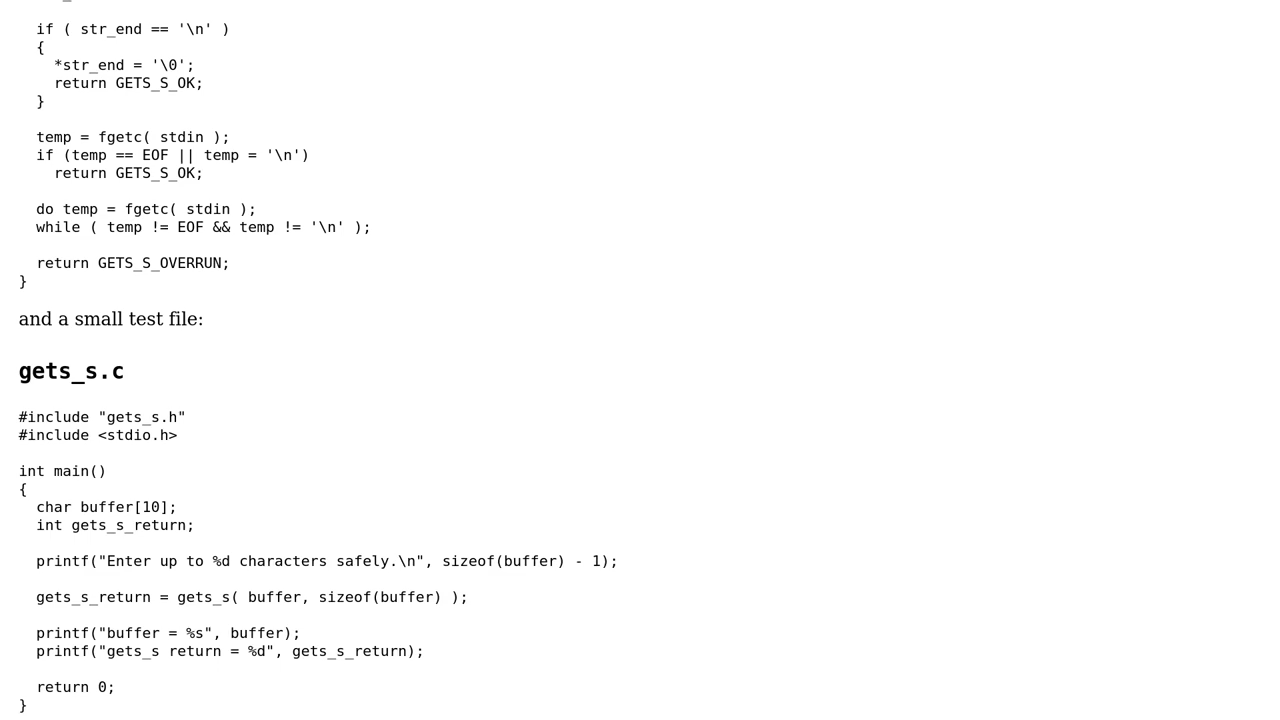 if ( str_end == '\n' )
{
*str_end = '\0';
return GETS_S_OK;
}
temp = fgetc( stdin );
if (temp == EOF || temp = '\n')
return GETS_S_OK;
do temp = fgetc( stdin );
while ( temp != EOF && temp != '\n' );
return GETS_S_OVERRUN;
}
and a small test file:
gets_s.c
#include "gets_s.h"
#include <stdio.h>
int main()
{
char buffer[10];
int gets_s_return;
printf("Enter up to %d characters safely.\n", sizeof(buffer) - 1);
gets_s_return = gets_s( buffer, sizeof(buffer) );
printf("buffer = %s", buffer);
printf("gets_s return = %d", gets_s_return);
return 0;
}